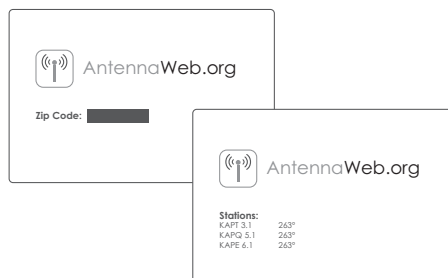 AntennaWeb.org
Zip Code:
AntennaWeb.org
Stations:
KAPT 3.1 263°
KAPQ 5.1 263°
KAPE 6.1 263°